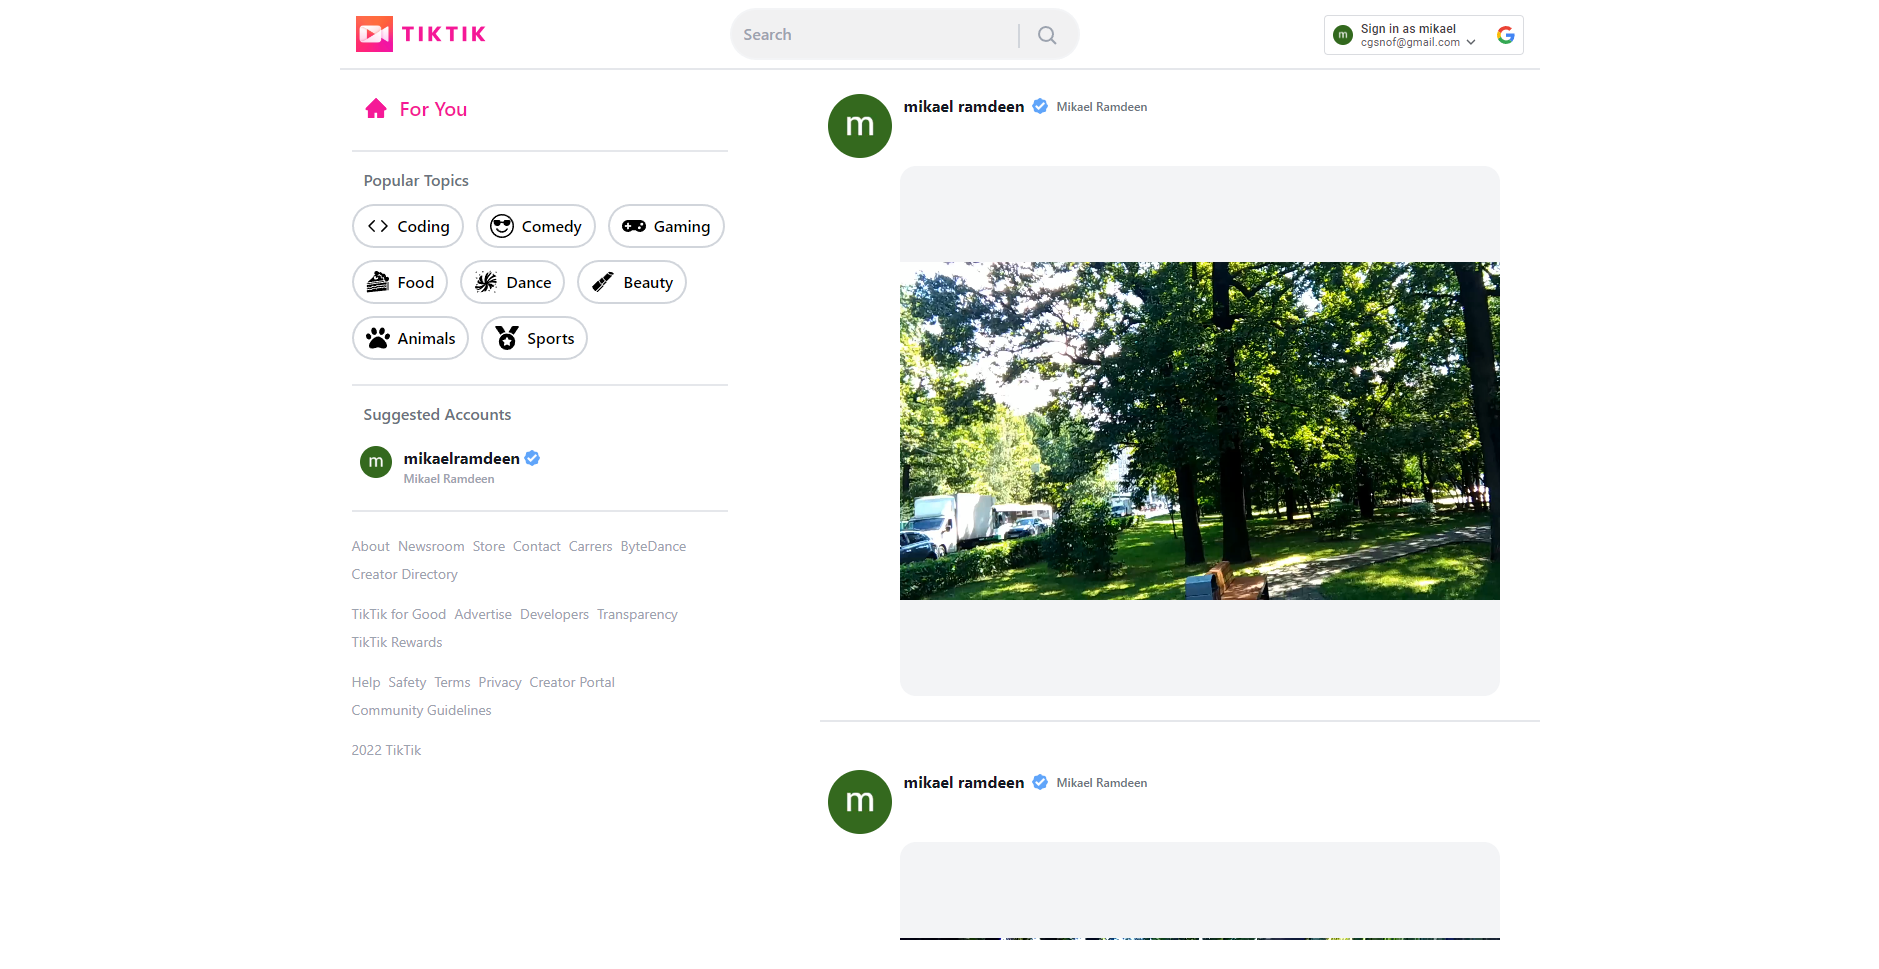 TIKTIK
Search
m
Sign in as mikael
cgsnof@gmail.com
For You
Popular Topics
Coding
Comedy
Gaming
Food
Dance
Beauty
Animals
Sports
Suggested Accounts
m
mikaelramdeen
Mikael Ramdeen
About Newsroom Store Contact Carrers ByteDance
Creator Directory
TikTik for Good Advertise Developers Transparency
TikTik Rewards
Help Safety Terms Privacy Creator Portal
Community Guidelines
2022 TikTik
m
mikael ramdeen Mikael Ramdeen
m
mikael ramdeen Mikael Ramdeen